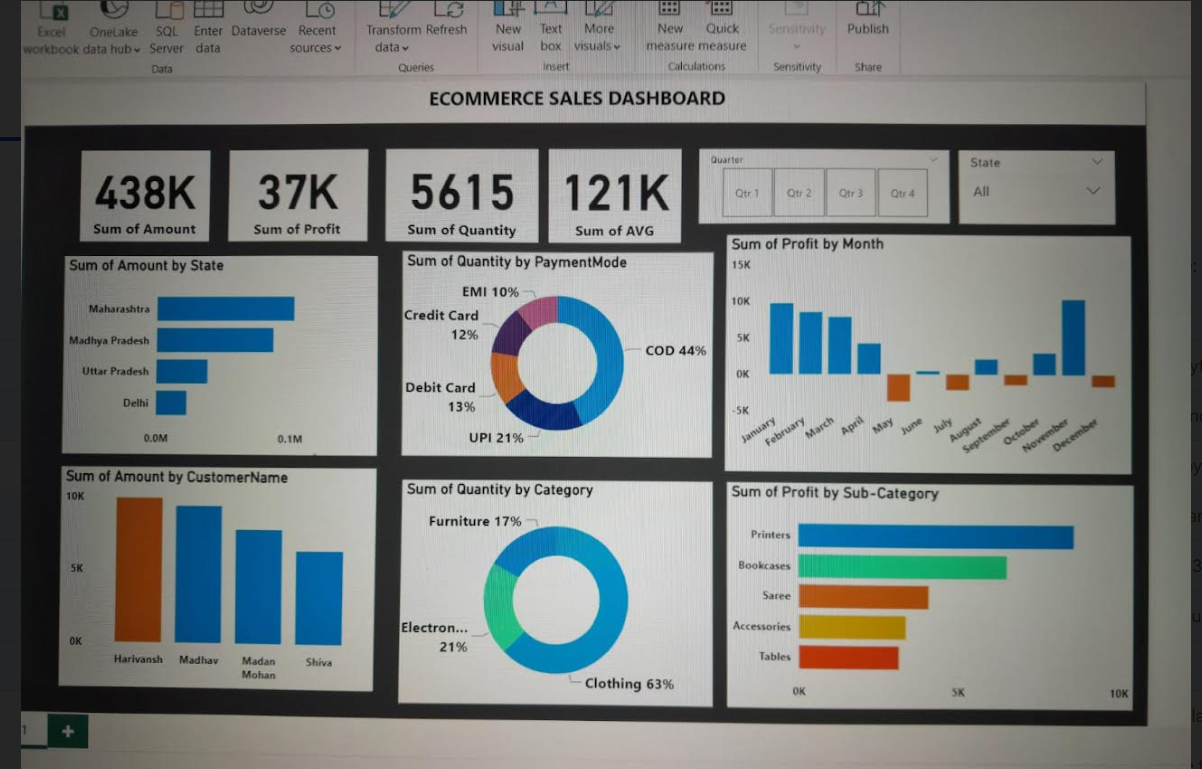 Excel
workbook
OneLake
data hub
SQL
Server
Enter
data
Dataverse
Recent
sources
Data
Transform
data
Refresh
Queries
New
visual
Text
box
More
visuals
Insert
New
measure
Quick
measure
Calculations
Sensitivity
Sensitivity
Publish
Share
ECOMMERCE SALES DASHBOARD
438K
Sum of Amount
37K
Sum of Profit
5615
Sum of Quantity
121K
Sum of AVG
Quarter
Qtr 1 Qtr 2 Qtr 3 Qtr 4
State
All
Sum of Amount by State
Maharashtra
Madhya Pradesh
Uttar Pradesh
Delhi
0.0M 0.1M
Sum of Quantity by PaymentMode
EMI 10%
Credit Card
12%
COD 44%
Debit Card
13%
UPI 21%
Sum of Profit by Month
15K
10K
5K
0K
-5K
January February March April May June July August September October November December
Sum of Amount by CustomerName
10K
5K
0K
Harivansh Madhav Madan
Mohan
Shiva
Sum of Quantity by Category
Furniture 17%
Electron...
21%
Clothing 63%
Sum of Profit by Sub-Category
Printers
Bookcases
Saree
Accessories
Tables
0K 5K 10K
1
+